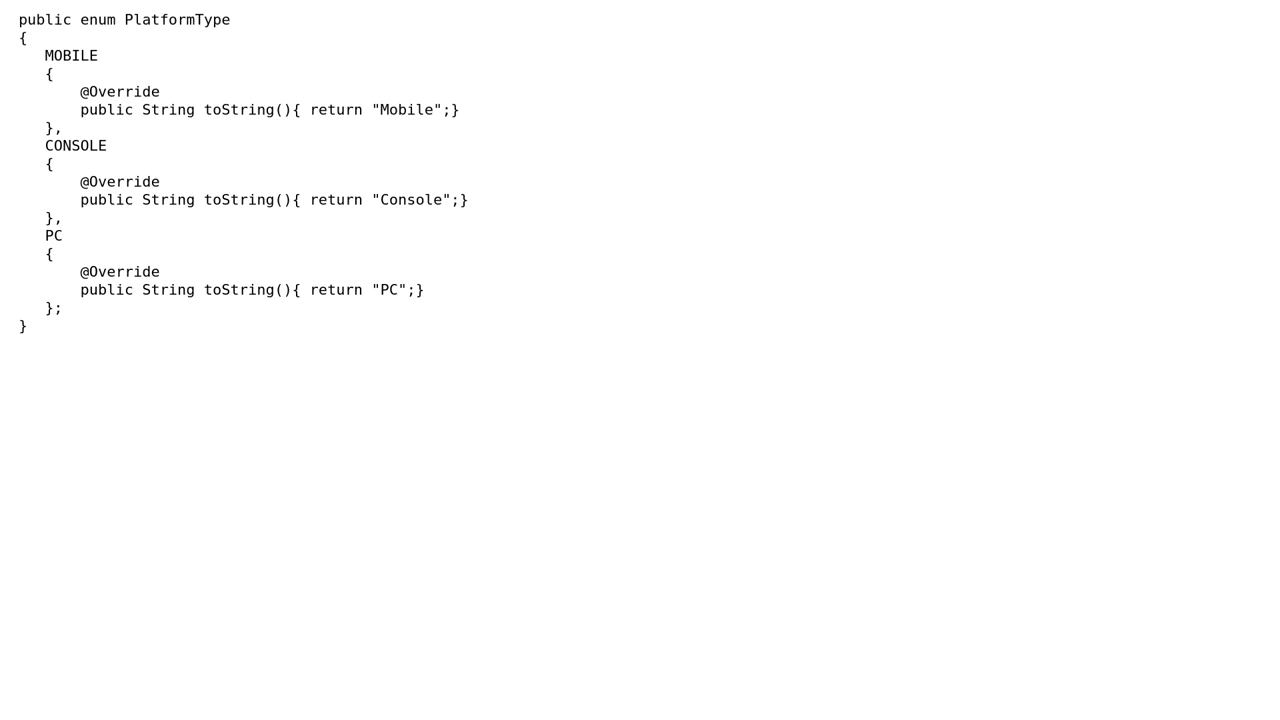 public enum PlatformType
{
   MOBILE
   {
       @Override
       public String toString(){ return "Mobile";}
   },
   CONSOLE
   {
       @Override
       public String toString(){ return "Console";}
   },
   PC
   {
       @Override
       public String toString(){ return "PC";}
   };
}